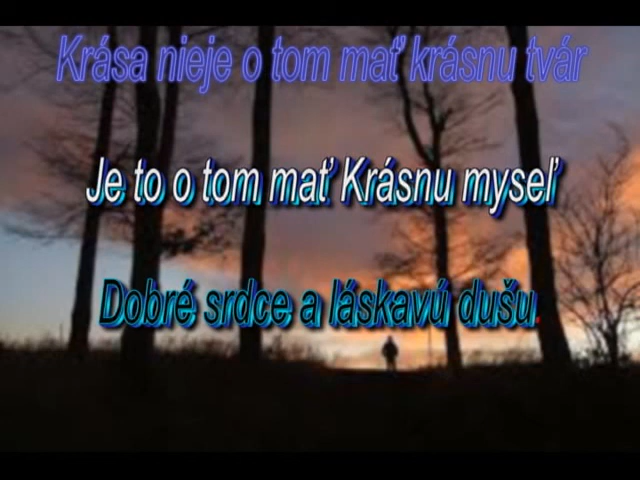 Krása nieje o tom mať krásnu tvár
Je to o tom mať Krásnu myseľ
Dobré srdce a láskavú dušu.